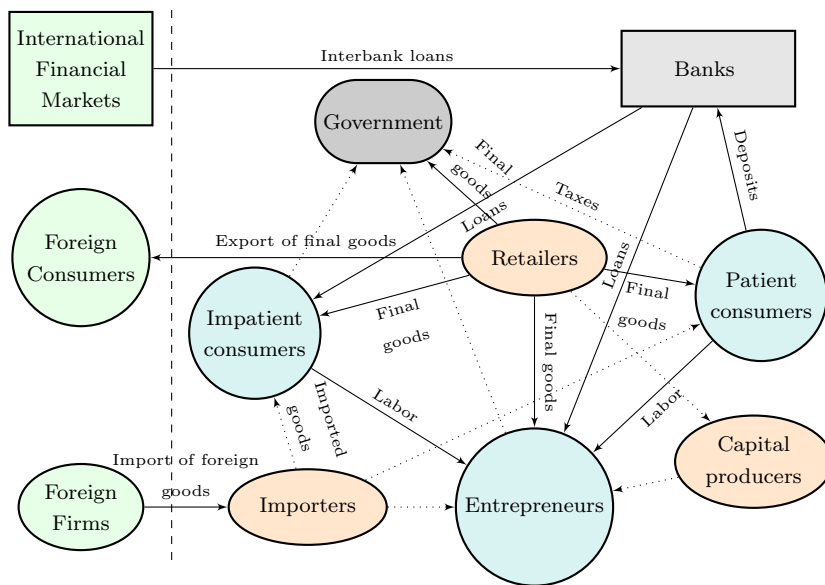 International
Financial
Markets
Interbank loans
Banks
Government
Final
goods
Taxes
Deposits
Loans
Foreign
Consumers
Export of final goods
Retailers
Loans
Patient
consumers
Final
goods
Impatient
consumers
Final
goods
Final goods
Labor
Labor
Imported
goods
Capital
producers
Import of foreign
goods
Foreign
Firms
Importers
Entrepreneurs